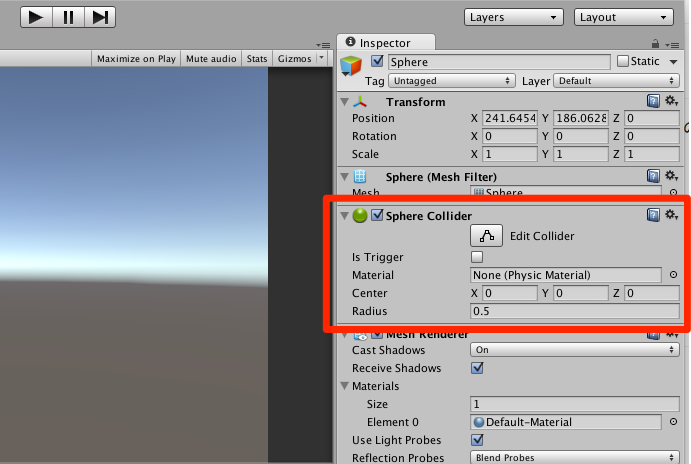 Layers Layout
Inspector
Maximize on Play Mute audio Stats Gizmos
Sphere Static
Tag Untagged Layer Default
Transform
Position X 241.6454 Y 186.0628 Z 0
Rotation X 0 Y 0 Z 0
Scale X 1 Y 1 Z 1
Sphere (Mesh Filter)
Mesh Sphere
Sphere Collider
Edit Collider
Is Trigger
Material None (Physic Material)
Center X 0 Y 0 Z 0
Radius 0.5
Mesh Renderer
Cast Shadows On
Receive Shadows
Materials
Size 1
Element 0 Default-Material
Use Light Probes
Reflection Probes Blend Probes